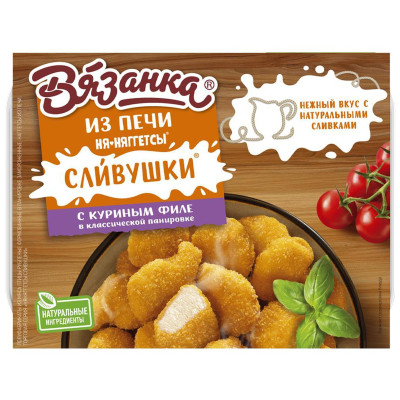 Вязанка®
ИЗ ПЕЧИ
НЯ•НЯГГЕТСЫ®
СЛИВУШКИ®
С КУРИНЫМ ФИЛЕ
в классической панировке
НЕЖНЫЙ ВКУС С
НАТУРАЛЬНЫМИ
СЛИВКАМИ
НАТУРАЛЬНЫЕ
ИНГРЕДИЕНТЫ